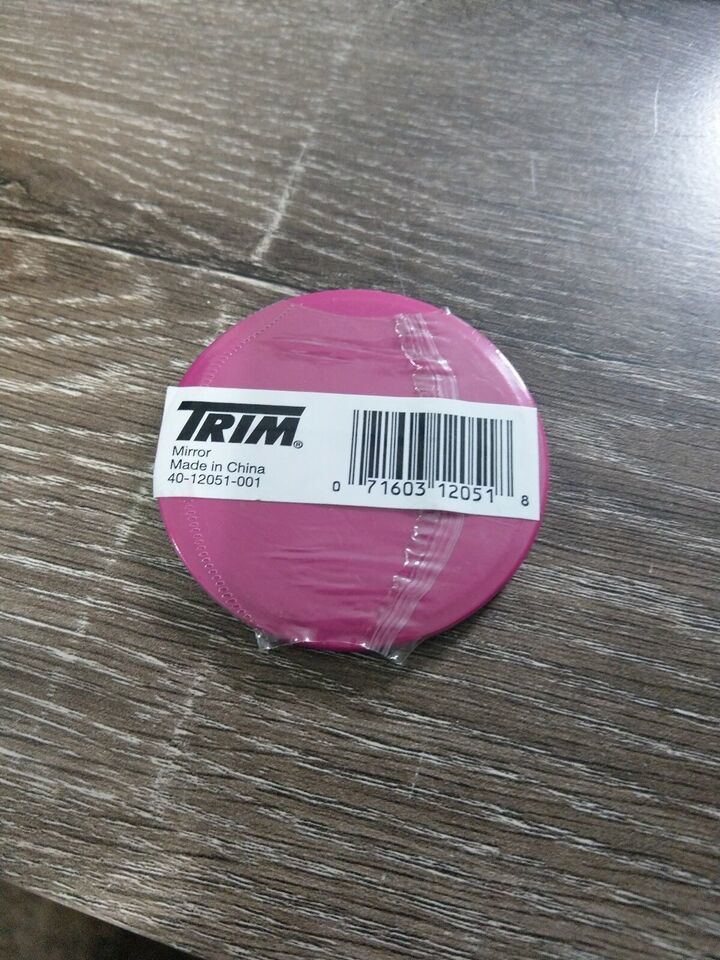 TRIM®
Mirror
Made in China
40-12051-001
0 71603 12051 8